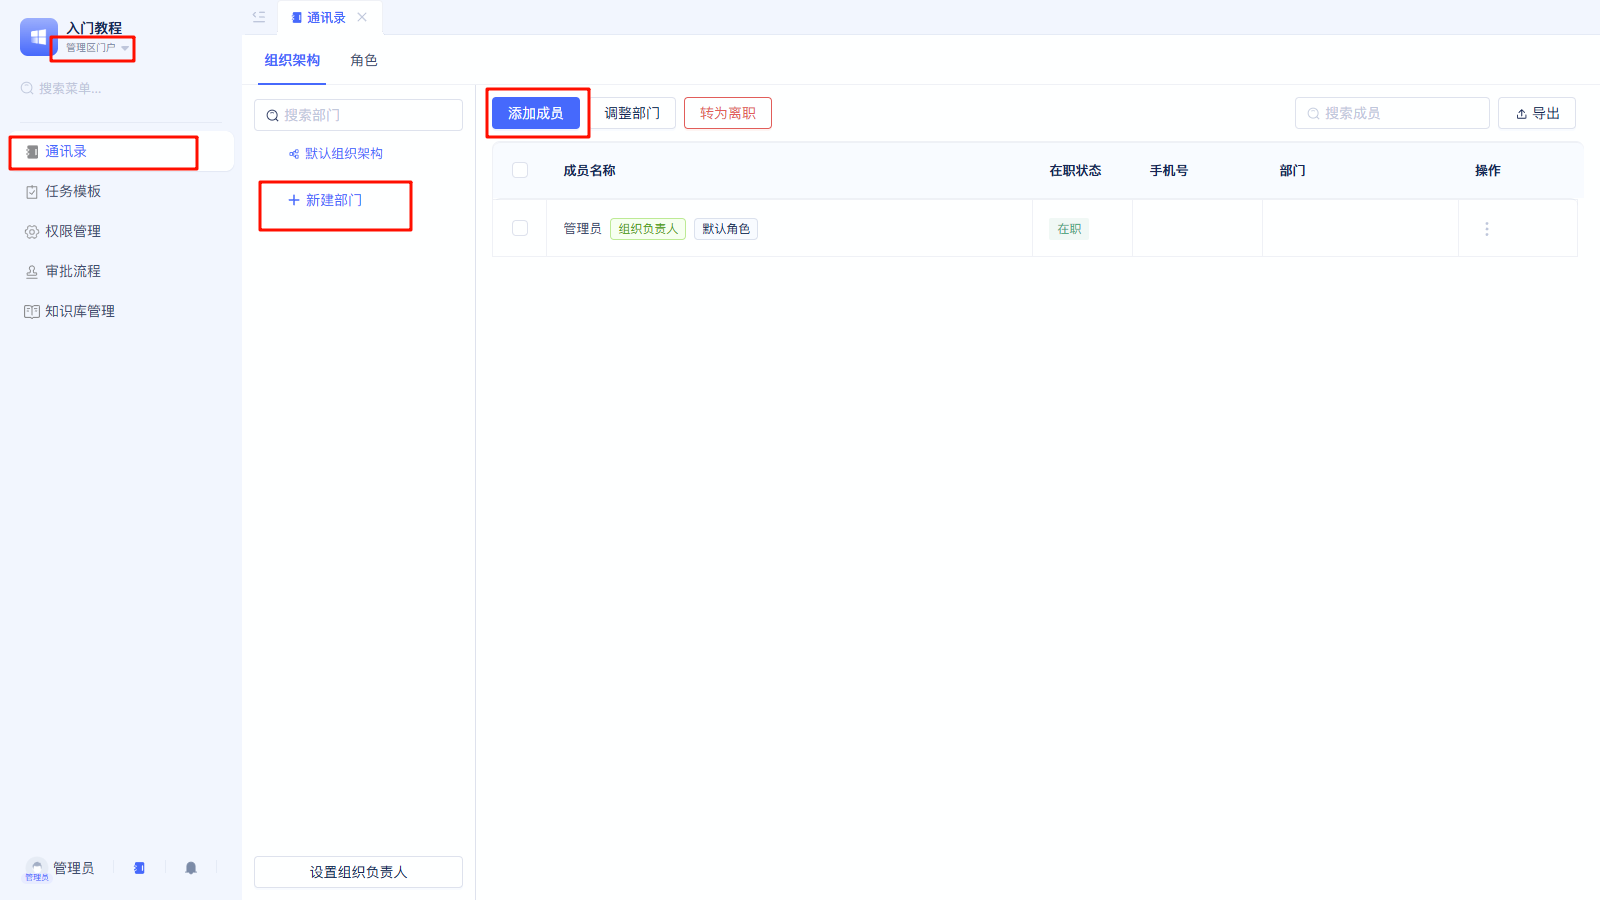 入门教程
管理区门户
搜索菜单...
通讯录
任务模板
权限管理
审批流程
知识库管理
管理员
管理员
通讯录
组织架构 角色
搜索部门
默认组织架构
新建部门
设置组织负责人
添加成员 调整部门 转为离职 搜索成员 导出
成员名称 在职状态 手机号 部门 操作
管理员 组织负责人 默认角色 在职